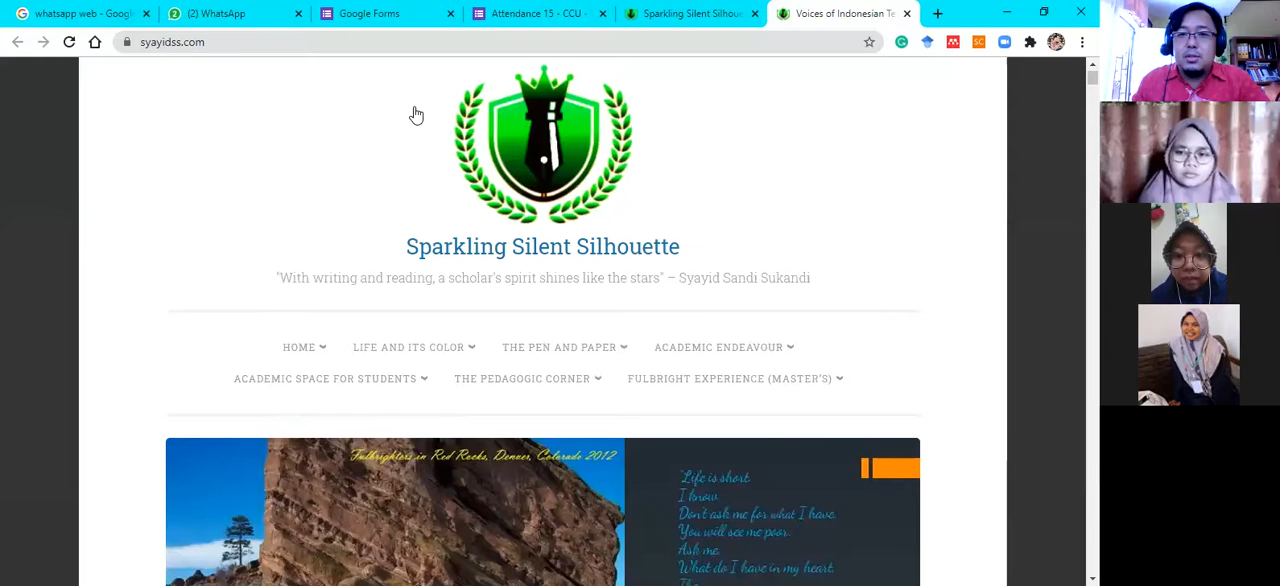 whatsapp web - Google
(2) WhatsApp
Google Forms
Attendance 15 - CCU -
Sparkling Silent Silhoue
Voices of Indonesian Te
syayidss.com
Sparkling Silent Silhouette
"With writing and reading, a scholar's spirit shines like the stars" – Syayid Sandi Sukandi
HOME LIFE AND ITS COLOR THE PEN AND PAPER ACADEMIC ENDEAVOUR
ACADEMIC SPACE FOR STUDENTS THE PEDAGOGIC CORNER FULBRIGHT EXPERIENCE (MASTER'S)
Fulbrighters in Red Rocks, Denver, Colorado 2012
"Life is short.
I know.
Don't ask me for what I have.
You will see me poor.
Ask me.
What do I have in my heart.